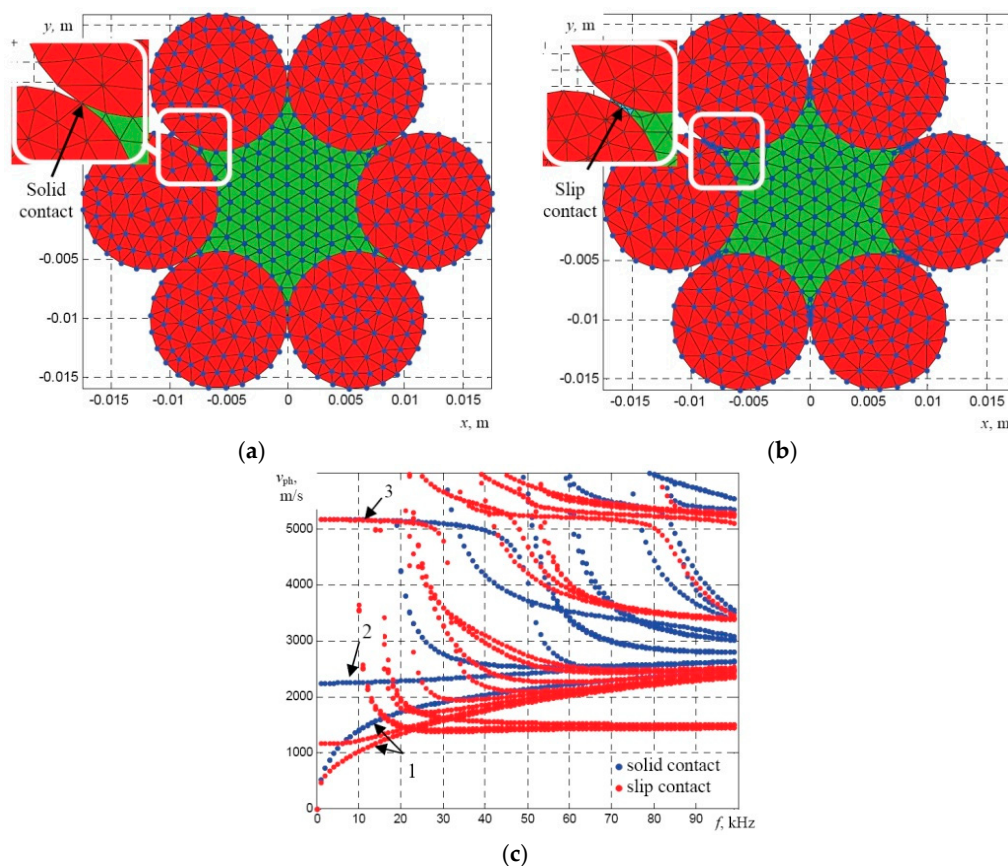 y, m
Solid
contact
-0.005
-0.01
-0.015
-0.015 -0.01 -0.005 0 0.005 0.01 0.015
x, m
(a)
y, m
Slip
contact
-0.005
-0.01
-0.015
-0.015 -0.01 -0.005 0 0.005 0.01 0.015
x, m
(b)
vph,
m/s
5000
4000
3000
2000
1000
0
3
2
1
solid contact
slip contact
0 10 20 30 40 50 60 70 80 90 f, kHz
(c)